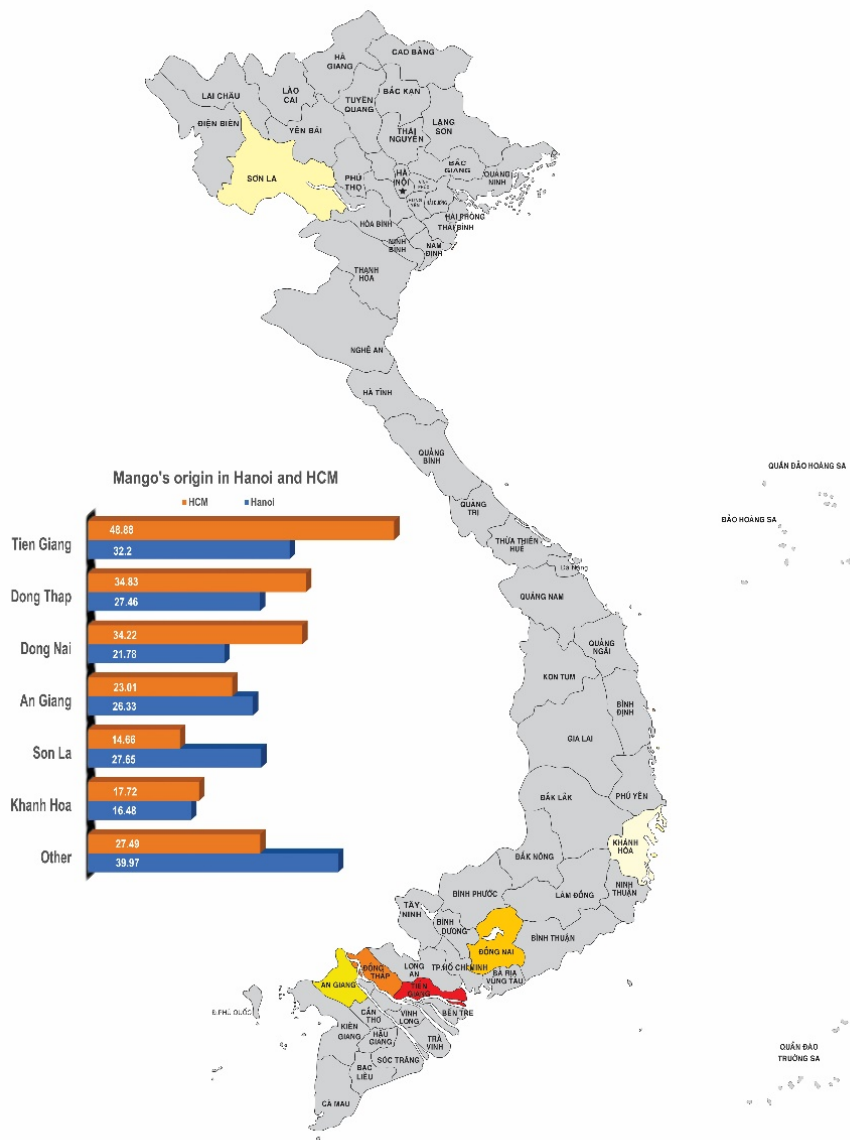 HÀ
GIANG
CAO BẰNG
LAI CHÂU
LÀO
CAI
BẮC KAN
TUYÊN
QUANG
ĐIỆN BIÊN
YÊN BÁI
THÁI
NGUYÊN
LẠNG
SƠN
SƠN LA
PHÚ
THỌ
HÀ
NỘI
BẮC
GIANG
QUẢNG
NINH
HẢI PHÒNG
THÁI BÌNH
HÒA BÌNH
NINH
BÌNH
NAM
ĐỊNH
THANH
HÓA
NGHỆ AN
HÀ TĨNH
QUẢNG
BÌNH
QUẢNG
TRỊ
THỪA THIÊN
HUẾ
Đà Nẵng
QUẦN ĐẢO HOÀNG SA
ĐẢO HOÀNG SA
Mango's origin in Hanoi and HCM
HCM Hanoi
Tien Giang 48.88 32.2
Dong Thap 34.83 27.46
Dong Nai 34.22 21.78
An Giang 23.01 26.33
Son La 14.66 27.65
Khanh Hoa 17.72 16.48
Other 27.49 39.97
QUẢNG NAM
QUẢNG
NGÃI
KON TUM
BÌNH
ĐỊNH
GIA LAI
PHÚ YÊN
ĐẮK LẮK
KHÁNH
HÒA
ĐẮK NÔNG
NINH
THUẬN
LÂM ĐỒNG
BÌNH PHƯỚC
TÂY
NINH
BÌNH
DƯƠNG
BÌNH THUẬN
ĐỒNG NAI
TP.HỒ CHÍ MINH
BÀ RỊA
VŨNG TÀU
LONG
AN
ĐỒNG
THÁP
TIỀN
GIANG
AN GIANG
BẾN TRE
VĨNH
LONG
CẦN
THƠ
Đ.PHÚ QUỐC
KIÊN
GIANG
HẬU
GIANG
TRÀ
VINH
SÓC TRĂNG
BẠC
LIÊU
CÀ MAU
QUẦN ĐẢO
TRƯỜNG SA